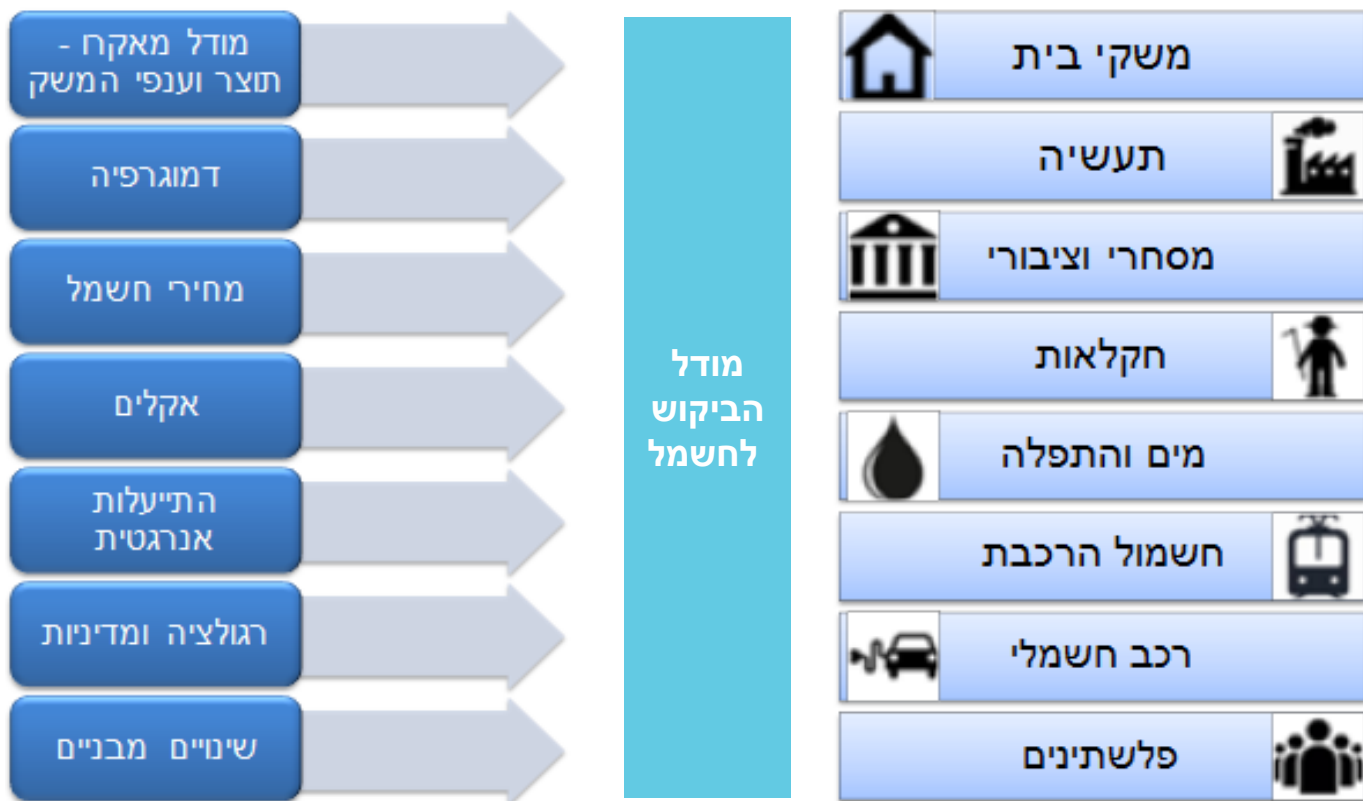 מודל מאקרו -
תוצר וענפי המשק
דמוגרפיה
מחירי חשמל
אקלים
התייעלות
אנרגטית
רגולציה ומדיניות
שינויים מבניים
מודל
הביקוש
לחשמל
משקי בית
תעשיה
מסחרי וציבורי
חקלאות
מים והתפלה
חשמול הרכבת
רכב חשמלי
פלשתינים